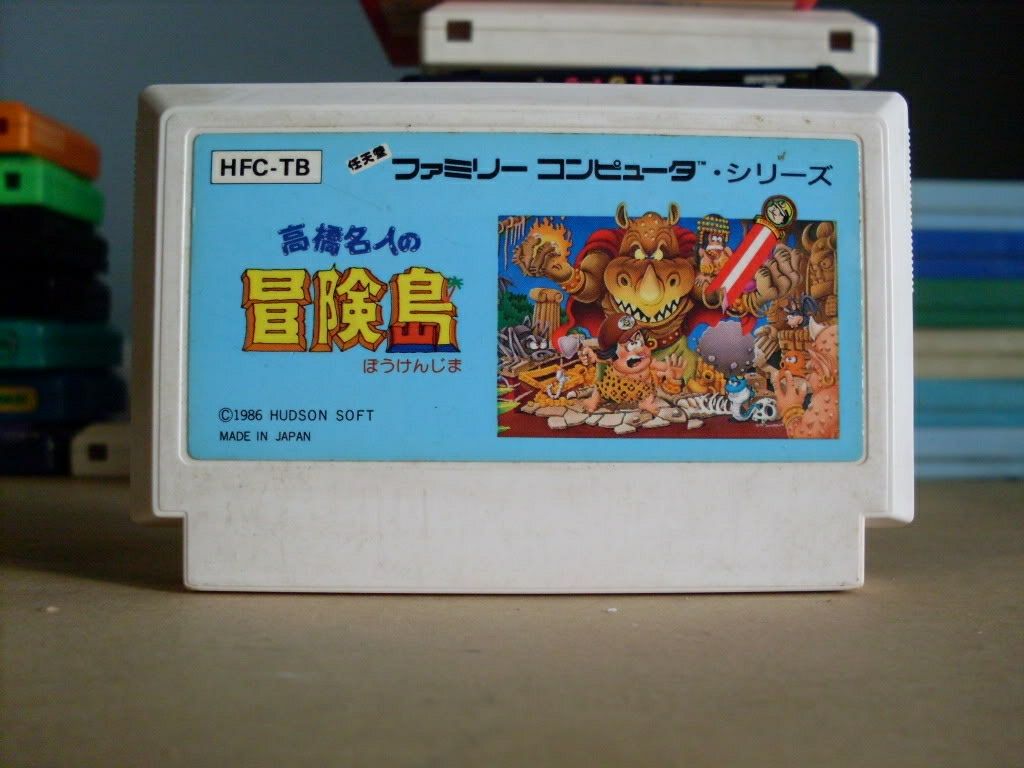 HFC-TB
任天堂 ファミリー コンピュータ™・シリーズ
高橋名人の
冒険島
ぼうけんじま
©1986 HUDSON SOFT
MADE IN JAPAN